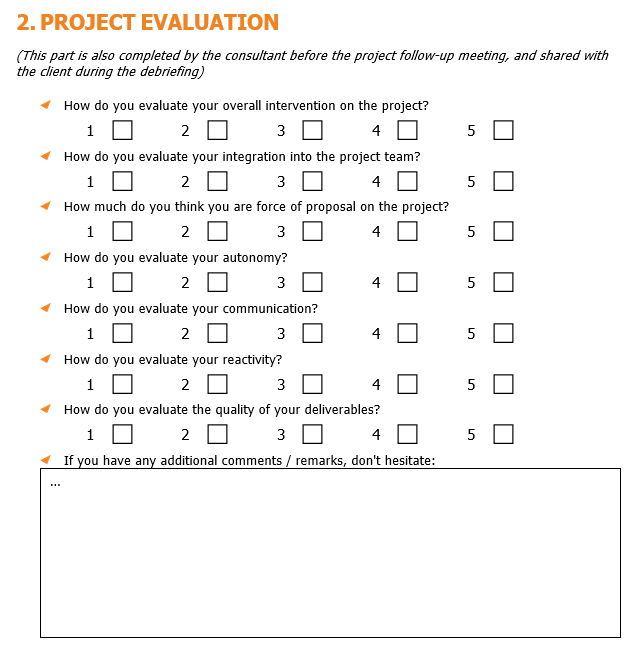 2. PROJECT EVALUATION
(This part is also completed by the consultant before the project follow-up meeting, and shared with
the client during the debriefing)
How do you evaluate your overall intervention on the project?
1 2 3 4 5
How do you evaluate your integration into the project team?
1 2 3 4 5
How much do you think you are force of proposal on the project?
1 2 3 4 5
How do you evaluate your autonomy?
1 2 3 4 5
How do you evaluate your communication?
1 2 3 4 5
How do you evaluate your reactivity?
1 2 3 4 5
How do you evaluate the quality of your deliverables?
1 2 3 4 5
If you have any additional comments / remarks, don't hesitate:
...